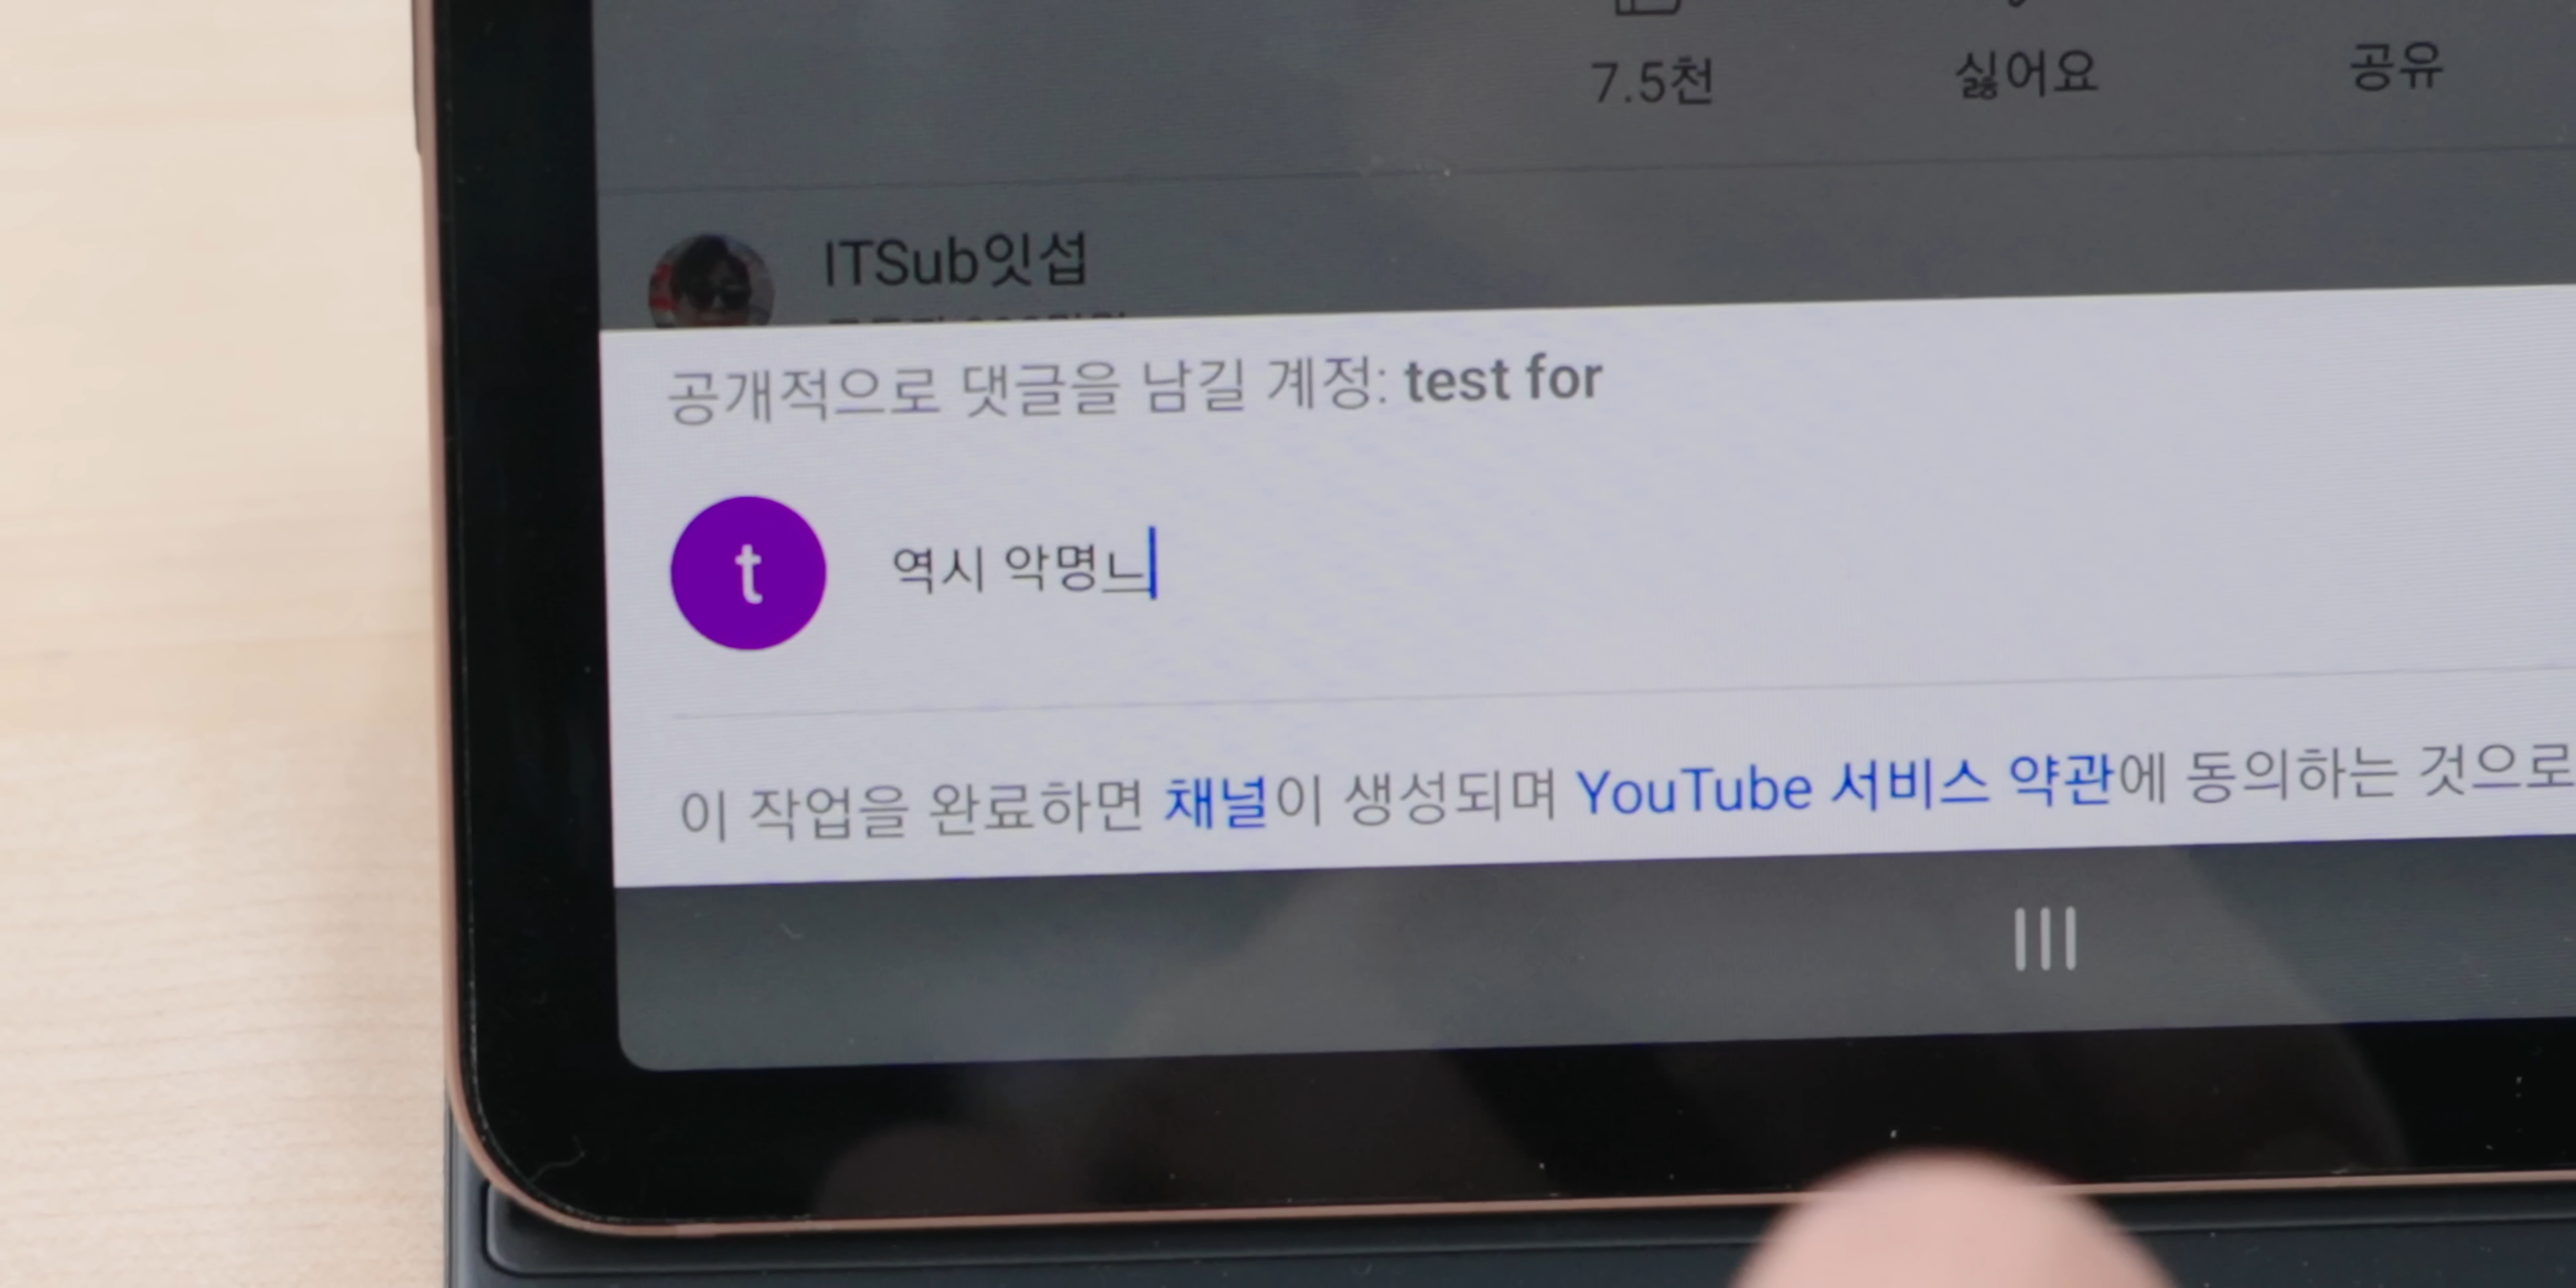 7.5천 싫어요 공유
ITSub잇섭
공개적으로 댓글을 남길 계정: test for
t 역시 악명느
이 작업을 완료하면 채널이 생성되며 YouTube 서비스 약관에 동의하는 것으로